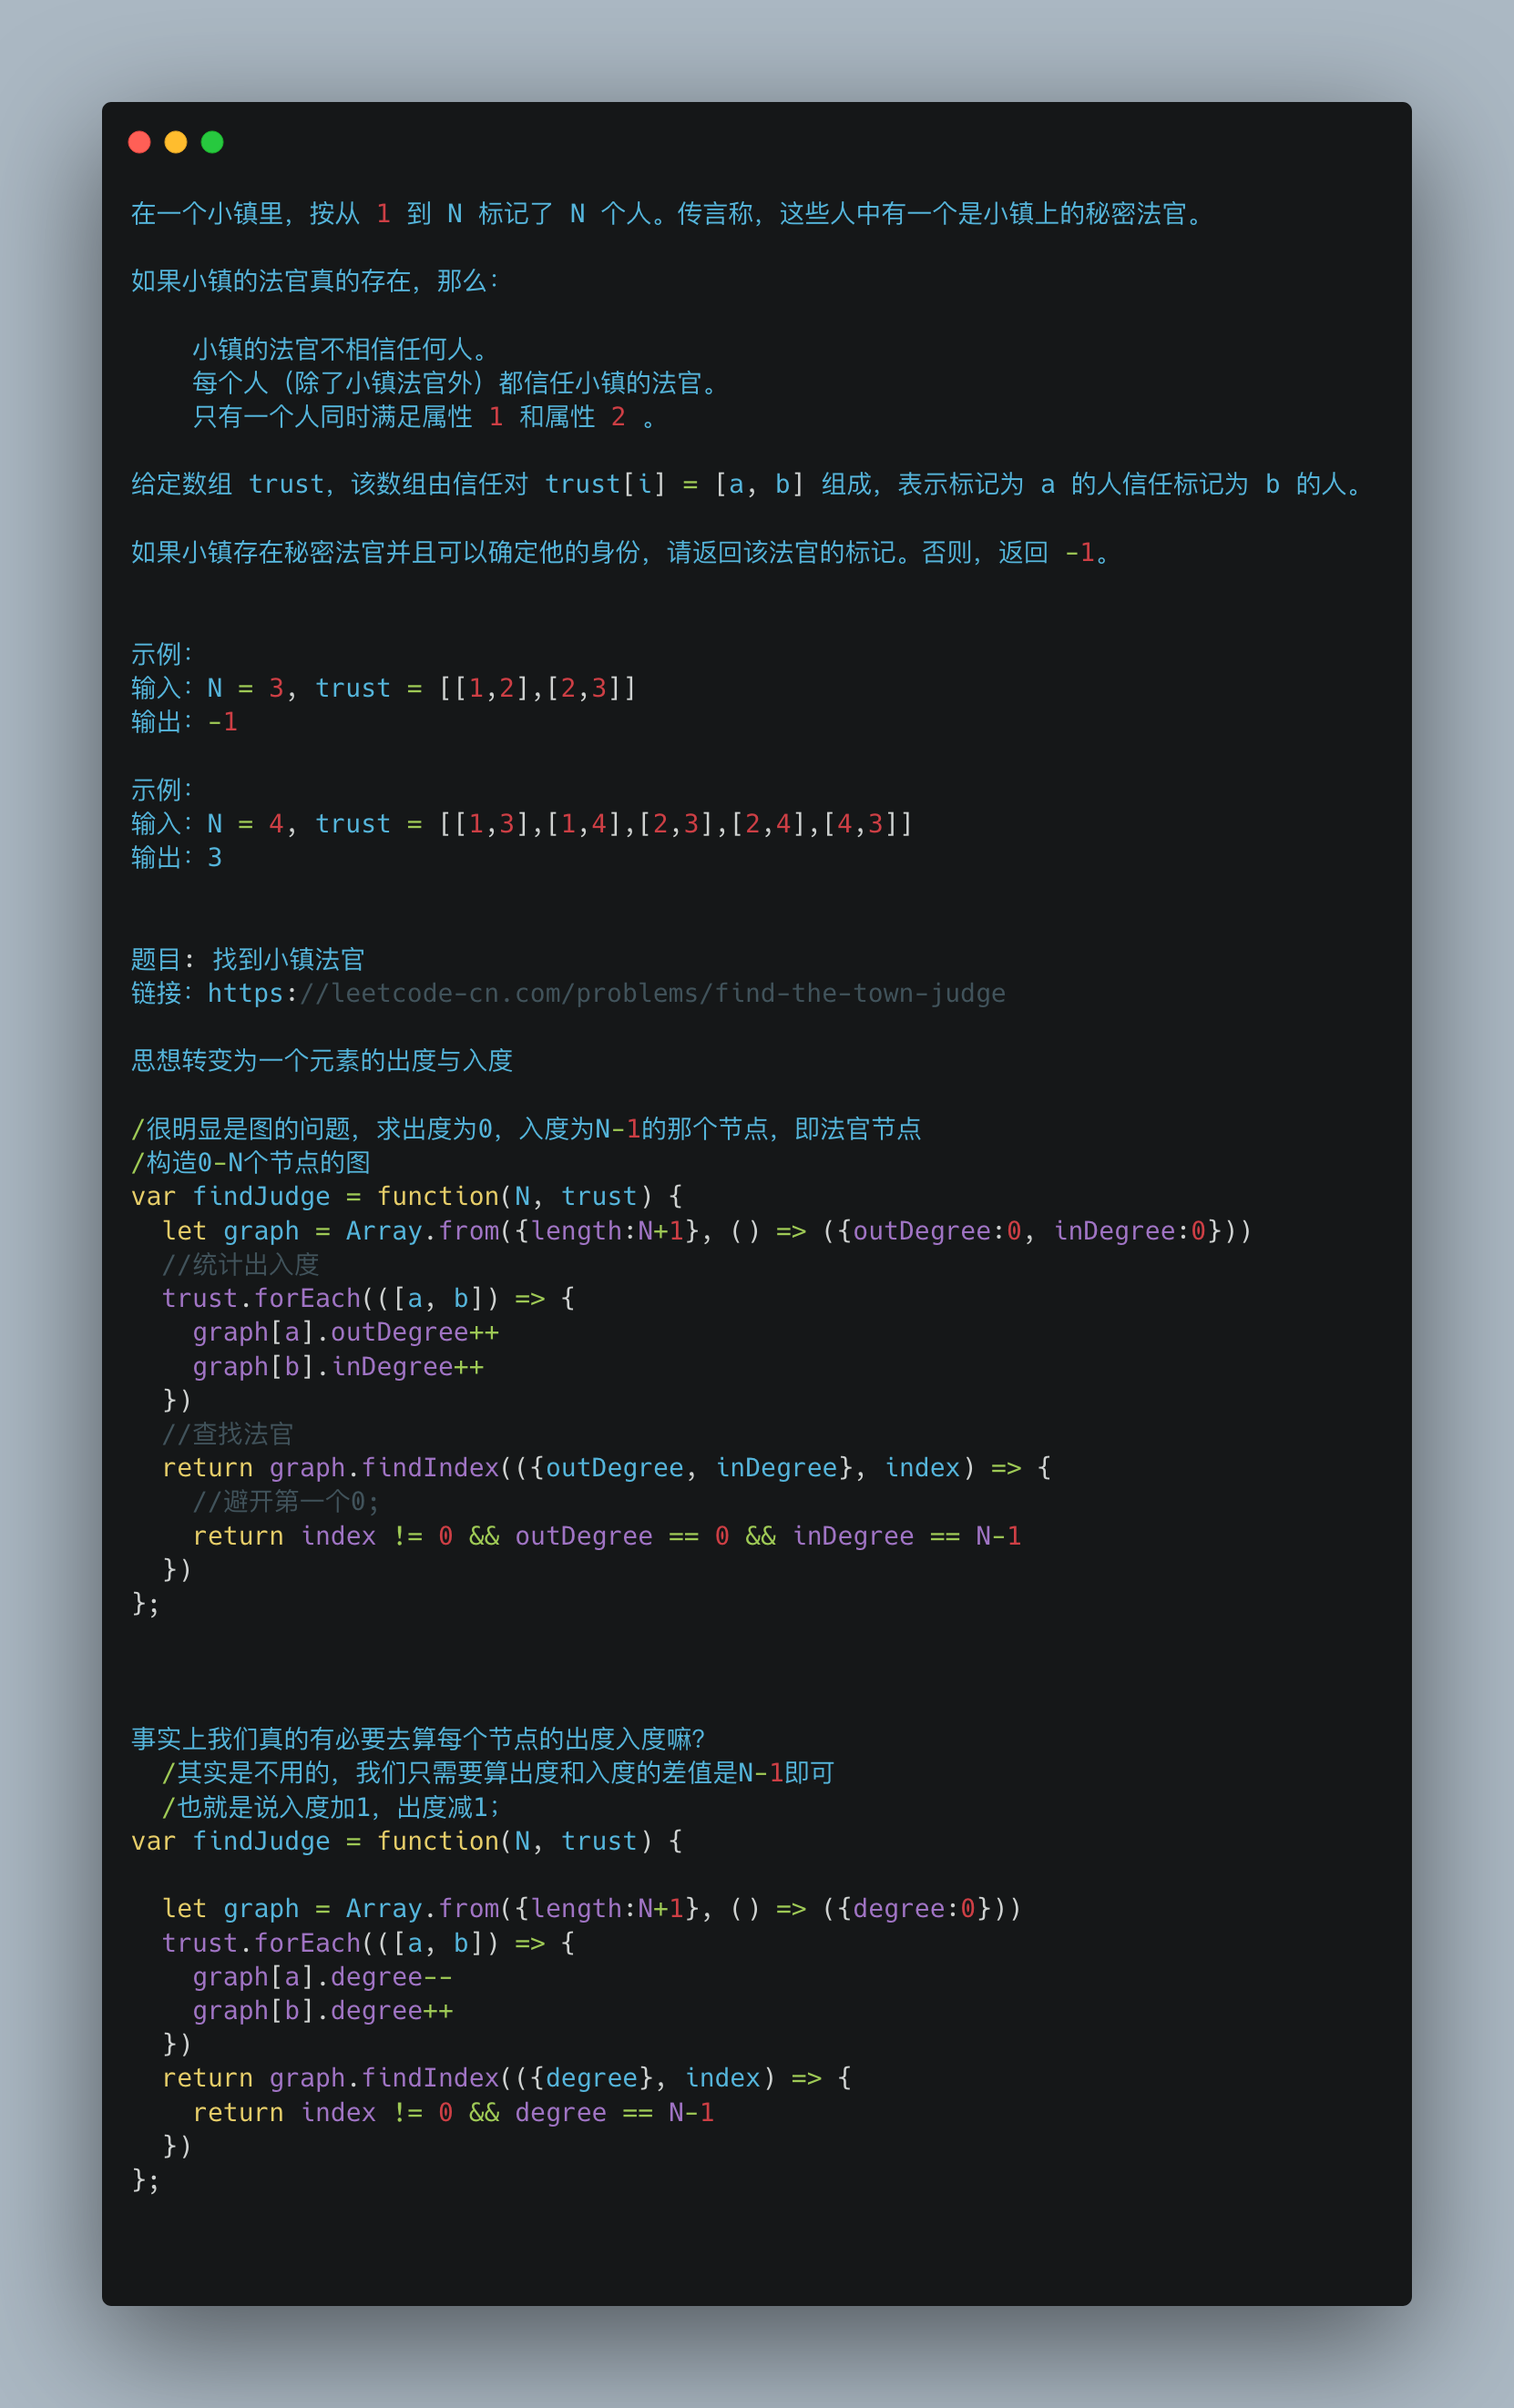 在一个小镇里，按从 1 到 N 标记了 N 个人。传言称，这些人中有一个是小镇上的秘密法官。
如果小镇的法官真的存在，那么：
小镇的法官不相信任何人。
每个人（除了小镇法官外）都信任小镇的法官。
只有一个人同时满足属性 1 和属性 2 。
给定数组 trust，该数组由信任对 trust[i] = [a, b] 组成，表示标记为 a 的人信任标记为 b 的人。
如果小镇存在秘密法官并且可以确定他的身份，请返回该法官的标记。否则，返回 -1。
示例：
输入：N = 3, trust = [[1,2],[2,3]]
输出：-1
示例：
输入：N = 4, trust = [[1,3],[1,4],[2,3],[2,4],[4,3]]
输出：3
题目: 找到小镇法官
链接：https://leetcode-cn.com/problems/find-the-town-judge
思想转变为一个元素的出度与入度
/很明显是图的问题，求出度为0，入度为N-1的那个节点，即法官节点
/构造0-N个节点的图
var findJudge = function(N, trust) {
  let graph = Array.from({length:N+1}, () => ({outDegree:0, inDegree:0}))
  //统计出入度
  trust.forEach(([a, b]) => {
    graph[a].outDegree++
    graph[b].inDegree++
  })
  //查找法官
  return graph.findIndex(({outDegree, inDegree}, index) => {
    //避开第一个0;
    return index != 0 && outDegree == 0 && inDegree == N-1
  })
};
事实上我们真的有必要去算每个节点的出度入度嘛？
  /其实是不用的，我们只需要算出度和入度的差值是N-1即可
  /也就是说入度加1，出度减1；
var findJudge = function(N, trust) {
  let graph = Array.from({length:N+1}, () => ({degree:0}))
  trust.forEach(([a, b]) => {
    graph[a].degree--
    graph[b].degree++
  })
  return graph.findIndex(({degree}, index) => {
    return index != 0 && degree == N-1
  })
};